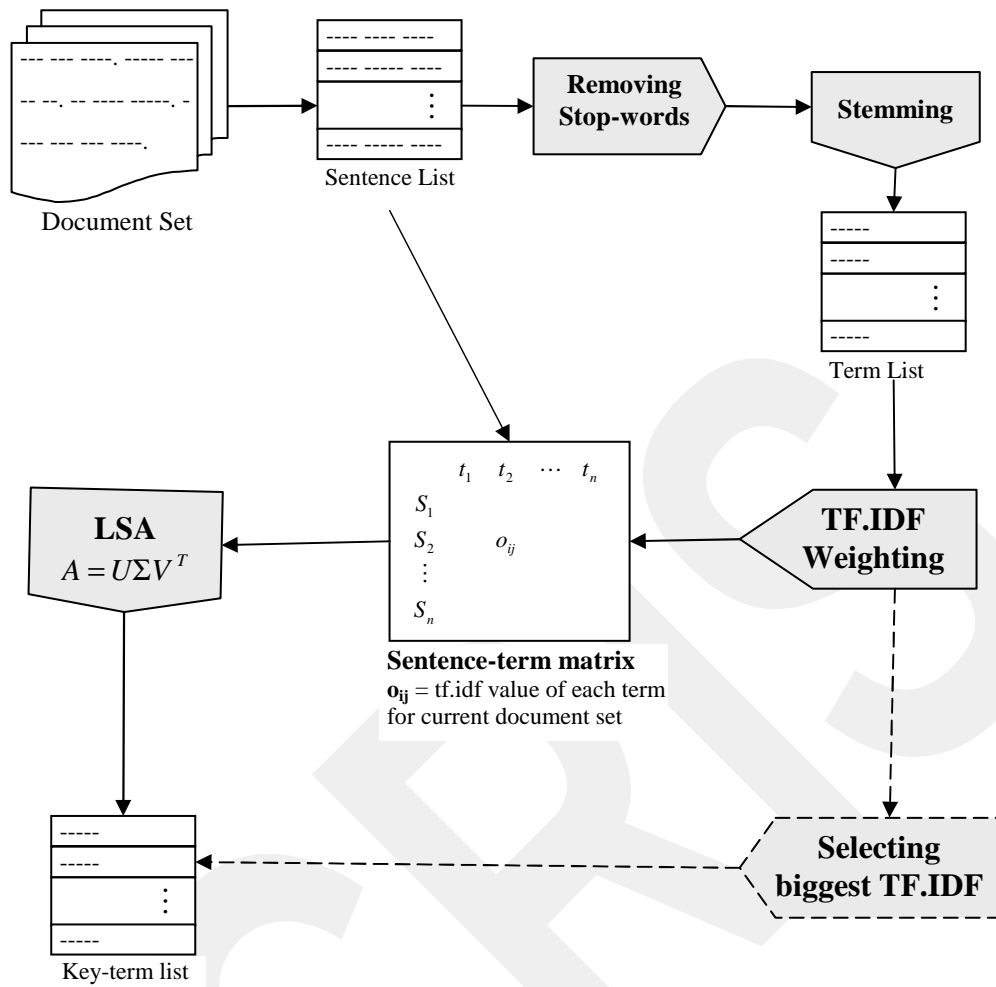 Document Set
Sentence List
Removing
Stop-words
Stemming
Term List
TF.IDF
Weighting
t₁ t₂ ⋯ tₙ
S₁
S₂ oᵢⱼ
⋮
Sₙ
Sentence-term matrix
oᵢⱼ = tf.idf value of each term
for current document set
LSA
A = UΣVᵀ
Selecting
biggest TF.IDF
Key-term list
CRIS